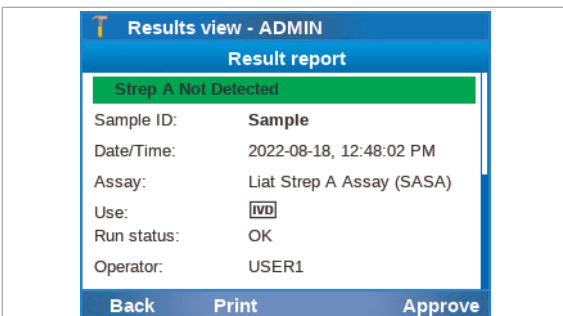 Results view - ADMIN
Result report
Strep A Not Detected
Sample ID: Sample
Date/Time: 2022-08-18, 12:48:02 PM
Assay: Liat Strep A Assay (SASA)
Use: IVD
Run status: OK
Operator: USER1
Back Print Approve